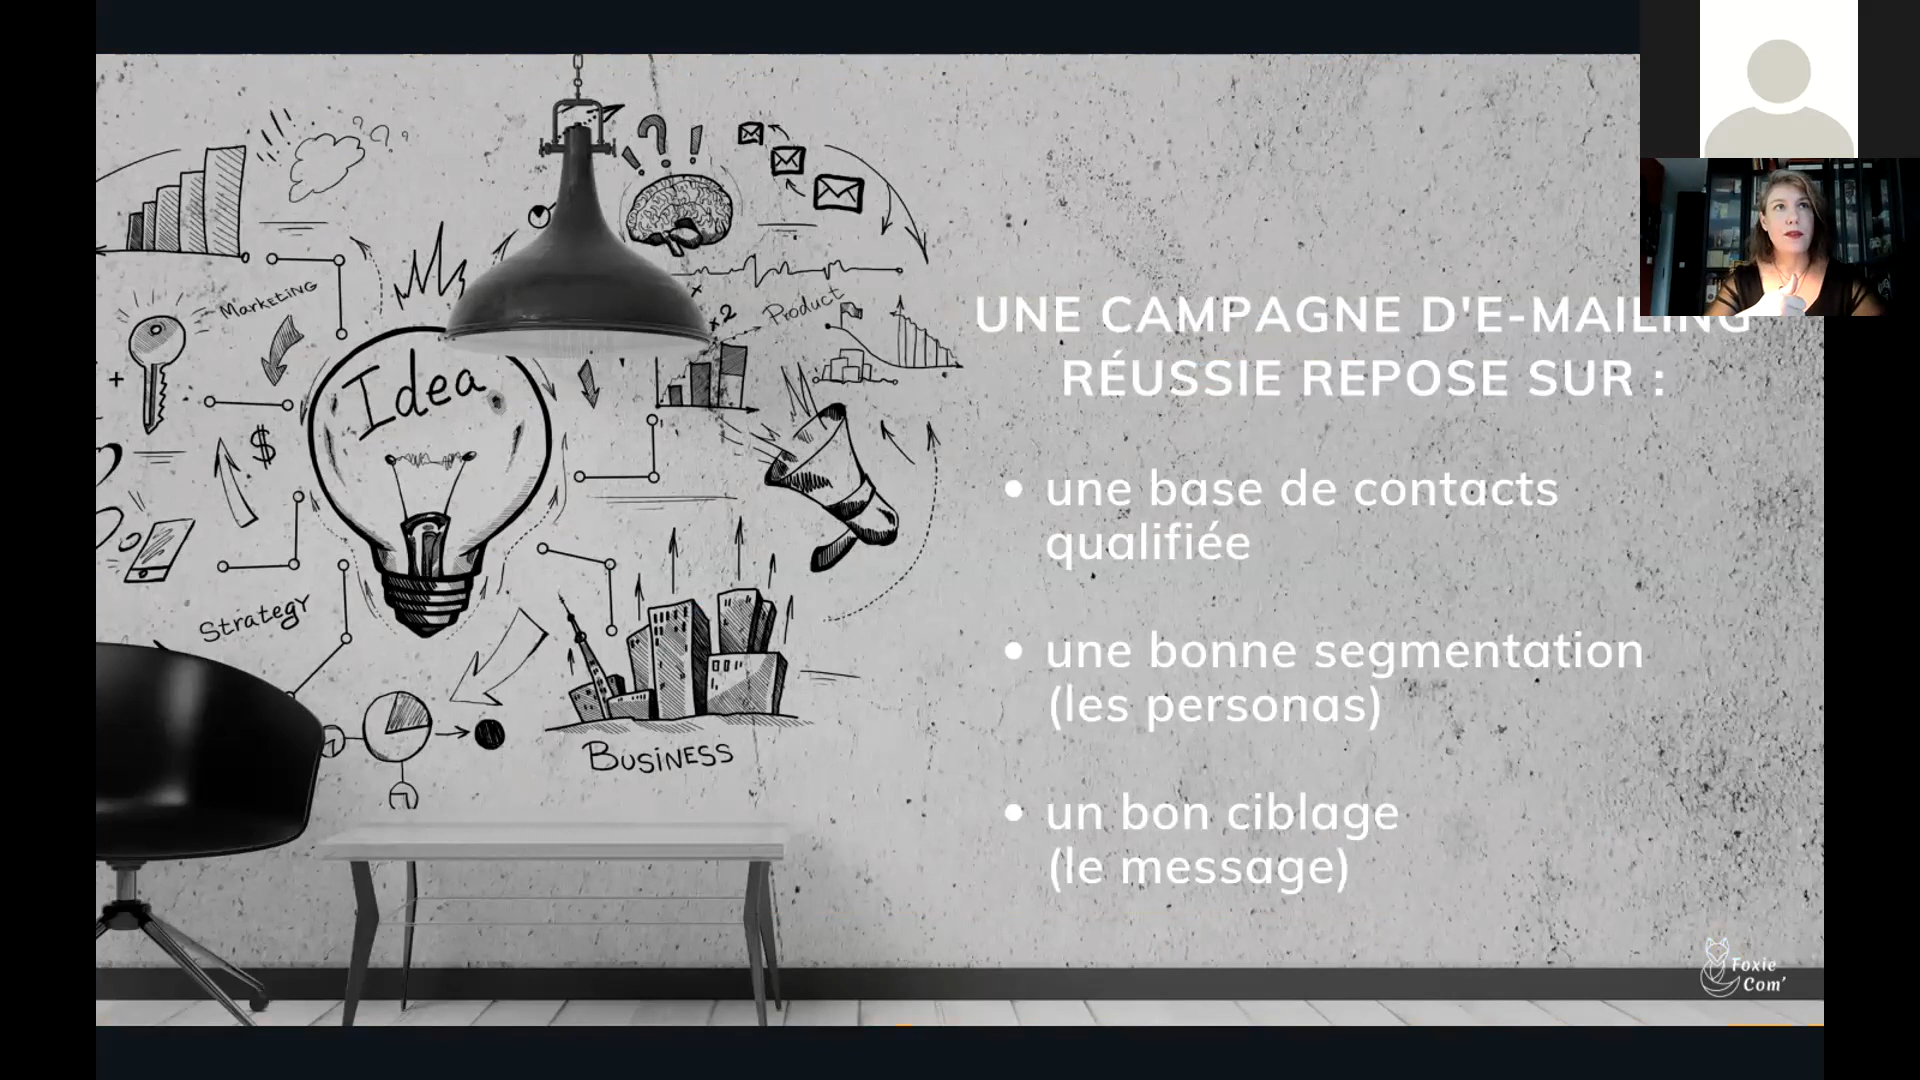 Marketing
Idea
$
x2
Product
Strategy
Business
UNE CAMPAGNE D'E-MAILING
RÉUSSIE REPOSE SUR :
• une base de contacts
qualifiée
• une bonne segmentation
(les personas)
• un bon ciblage
(le message)
Foxie
Com'